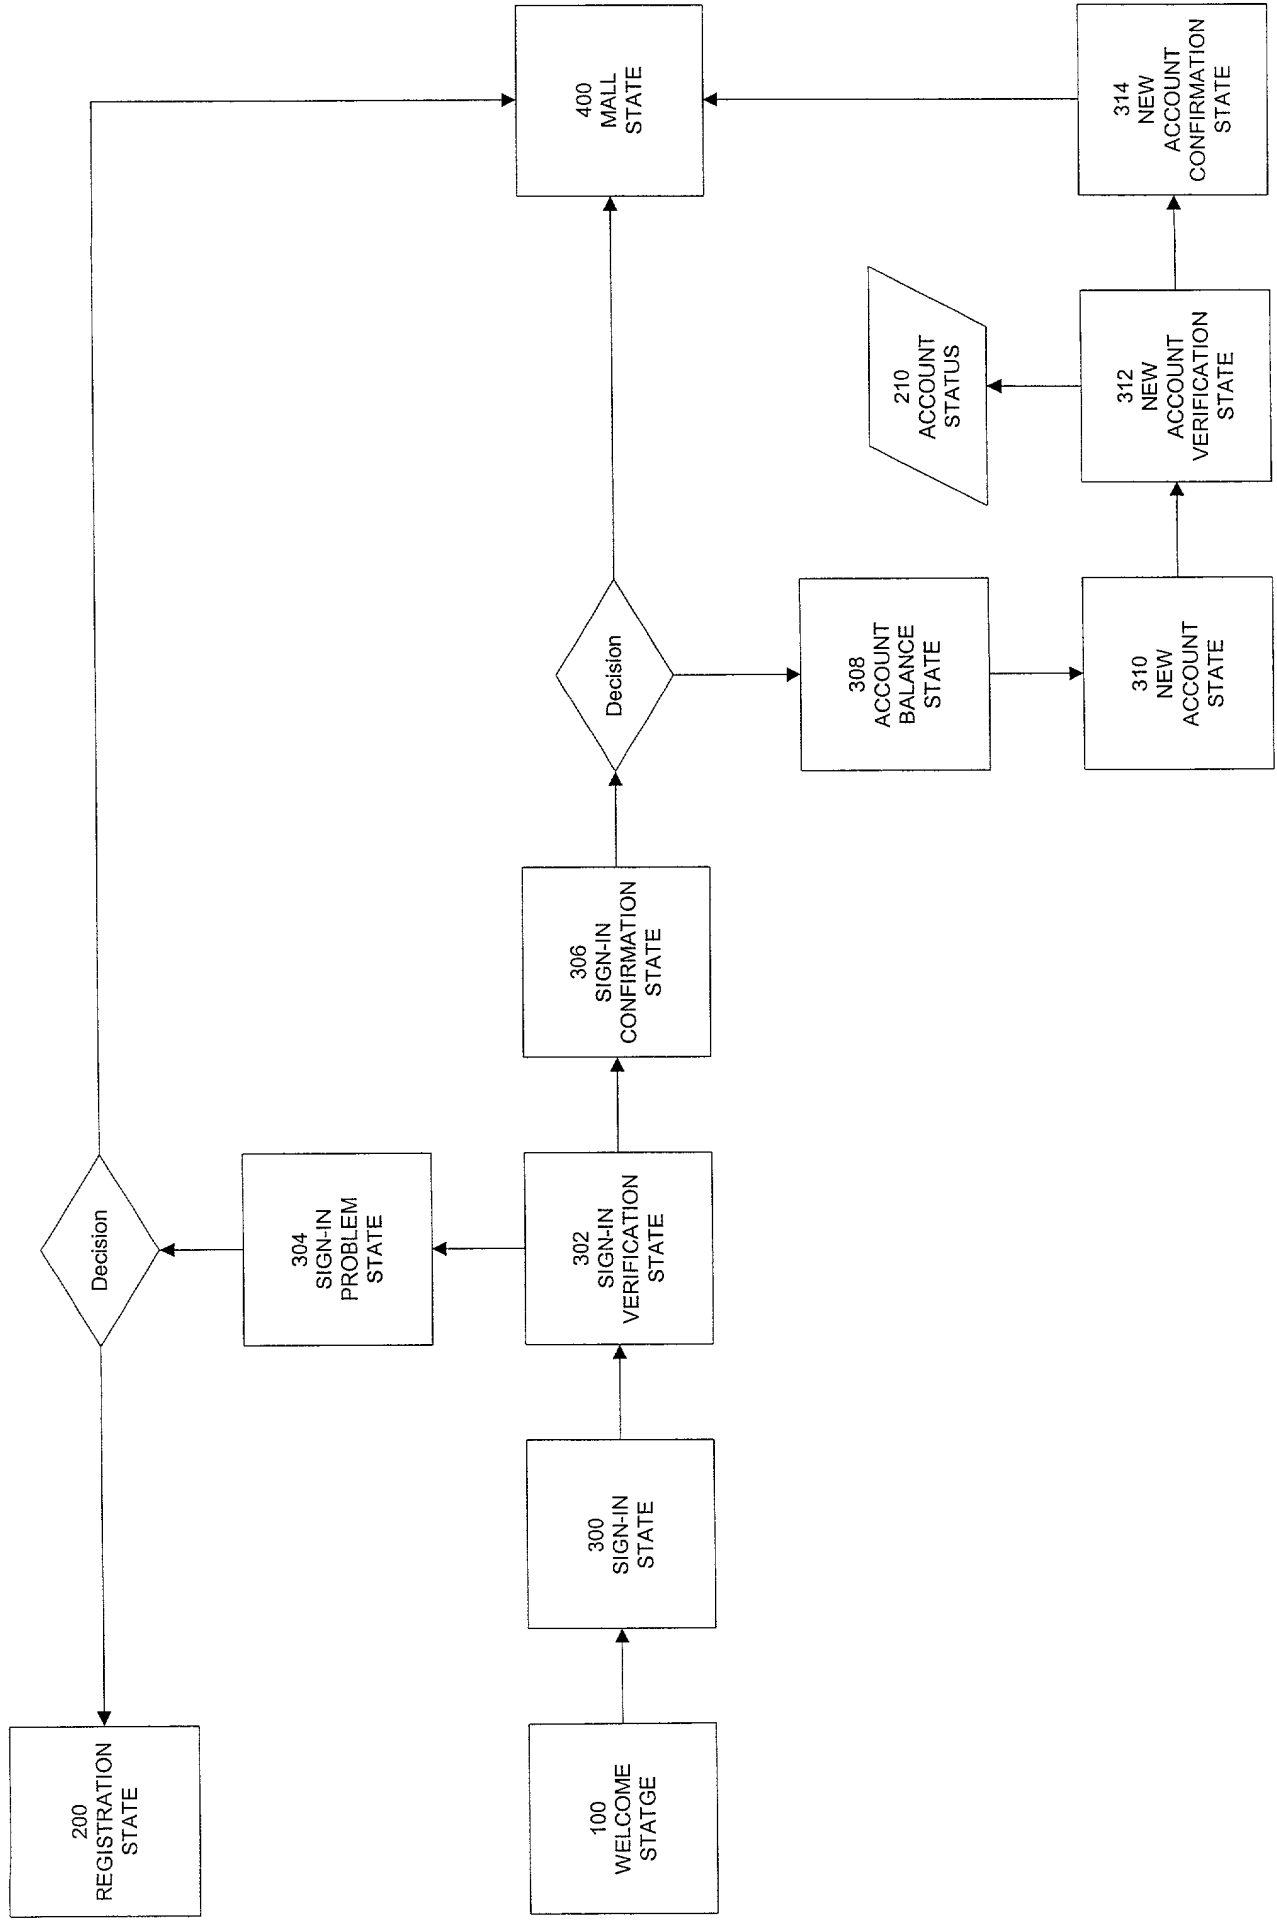 200
REGISTRATION
STATE
Decision
304
SIGN-IN
PROBLEM
STATE
100
WELCOME
STATGE
300
SIGN-IN
STATE
302
SIGN-IN
VERIFICATION
STATE
306
SIGN-IN
CONFIRMATION
STATE
Decision
400
MALL
STATE
308
ACCOUNT
BALANCE
STATE
210
ACCOUNT
STATUS
310
NEW
ACCOUNT
STATE
312
NEW
ACCOUNT
VERIFICATION
STATE
314
NEW
ACCOUNT
CONFIRMATION
STATE